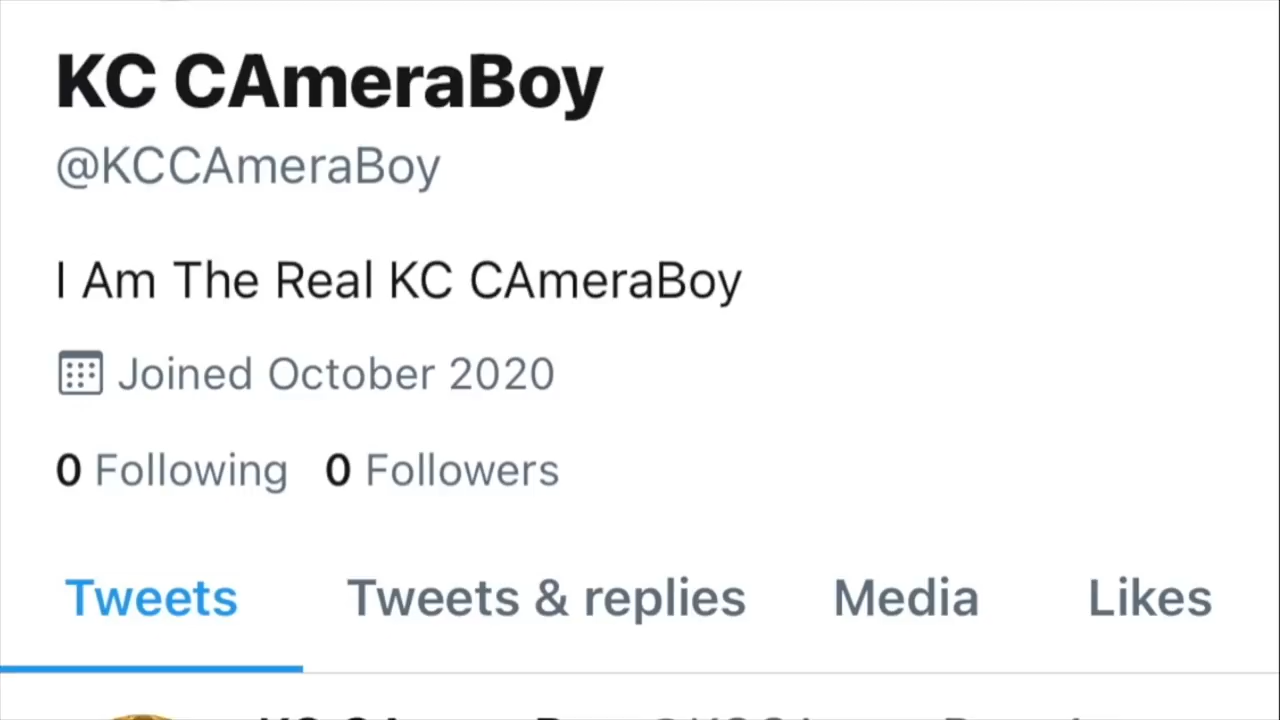 KC CAmeraBoy
@KCCAmeraBoy
I Am The Real KC CAmeraBoy
Joined October 2020
0 Following 0 Followers
Tweets Tweets & replies Media Likes